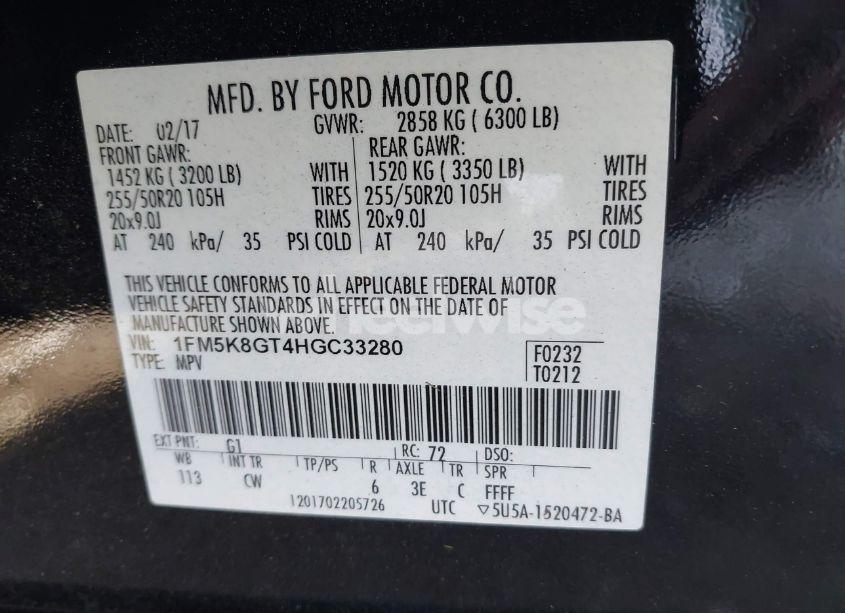 MFD. BY FORD MOTOR CO.
DATE: 02/17 GVWR: 2858 KG ( 6300 LB)
FRONT GAWR: REAR GAWR:
1452 KG ( 3200 LB) WITH 1520 KG ( 3350 LB) WITH
255/50R20 105H TIRES 255/50R20 105H TIRES
20x9.0J RIMS 20x9.0J RIMS
AT 240 kPa/ 35 PSI COLD AT 240 kPa/ 35 PSI COLD
THIS VEHICLE CONFORMS TO ALL APPLICABLE FEDERAL MOTOR
VEHICLE SAFETY STANDARDS IN EFFECT ON THE DATE OF
MANUFACTURE SHOWN ABOVE.
VIN: 1FM5K8GT4HGC33280 F0232
TYPE: MPV T0212
EXT PNT: G1 RC: 72 DSO:
WB INT TR TP/PS R AXLE TR SPR
113 CW 6 3E C FFFF
1201702205726 UTC ▽5U5A-1520472-BA